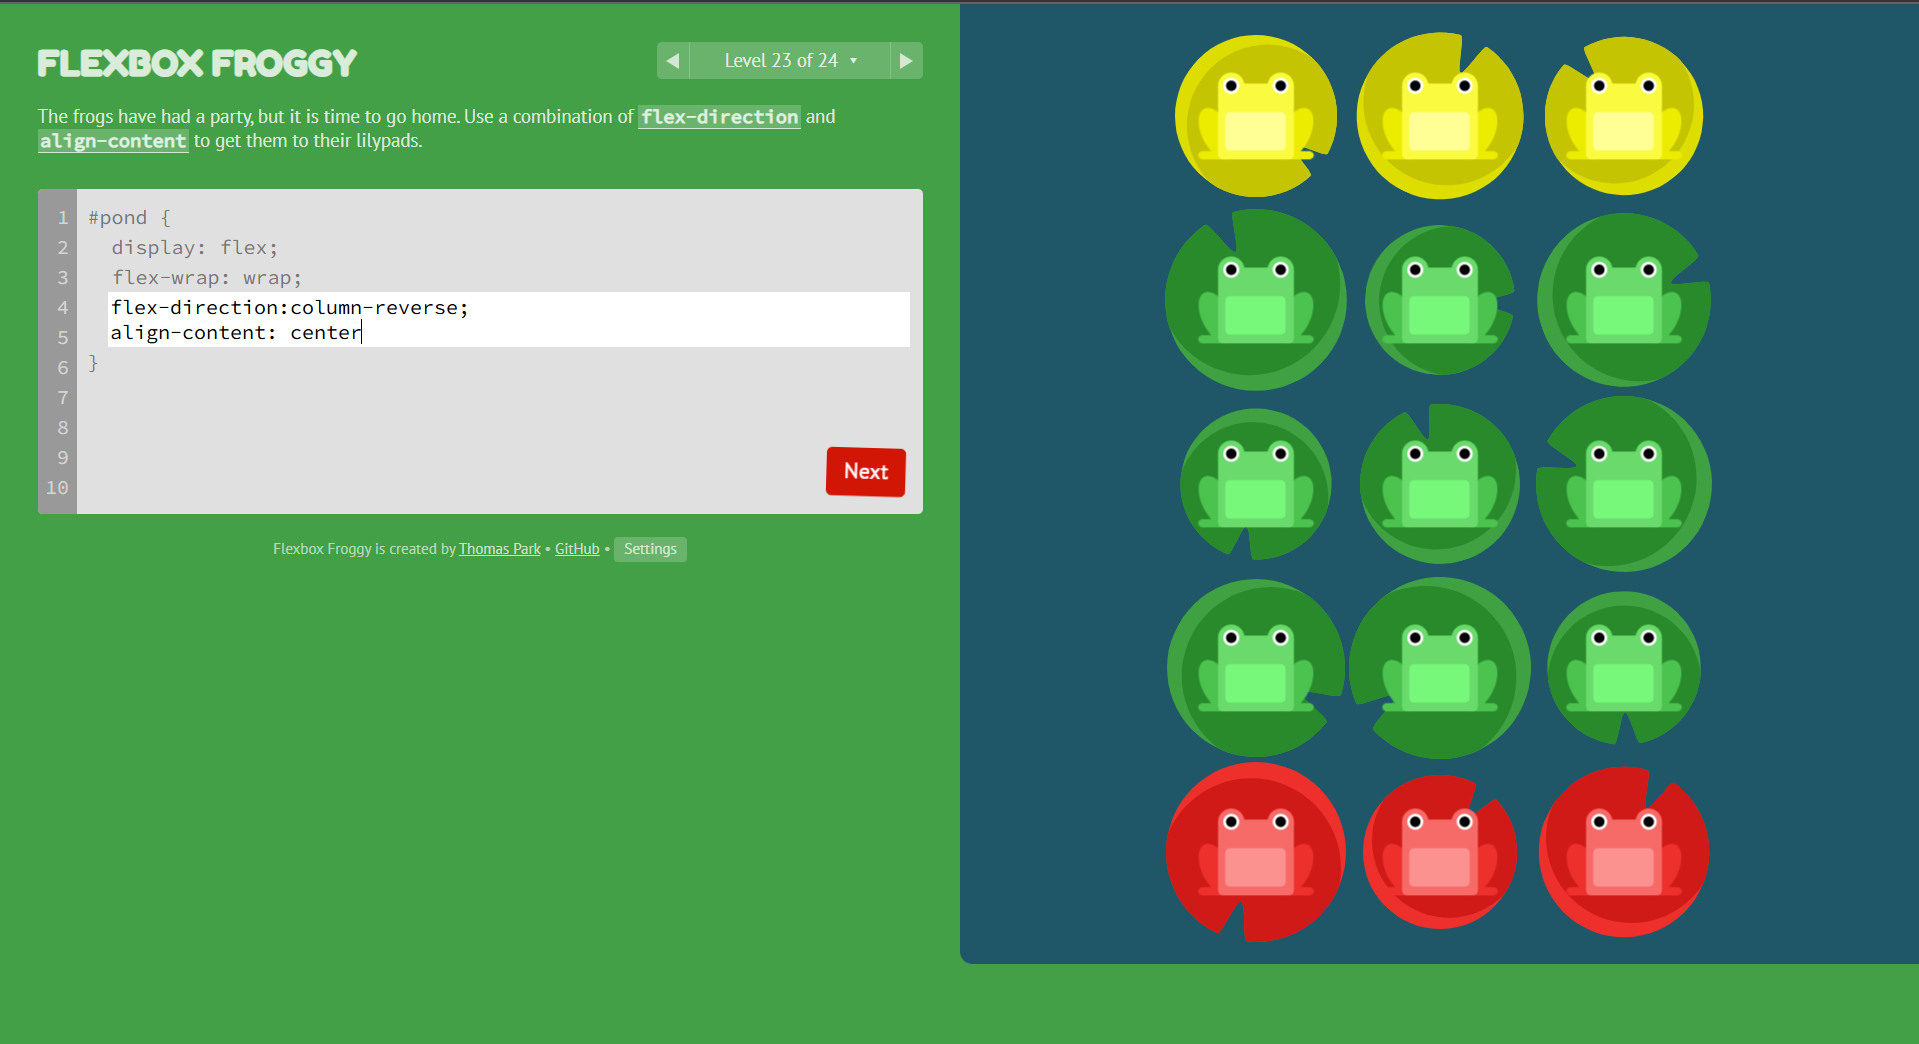 FLEXBOX FROGGY
◀ Level 23 of 24 ▾ ▶
The frogs have had a party, but it is time to go home. Use a combination of flex-direction and
align-content to get them to their lilypads.
1 #pond {
2 display: flex;
3 flex-wrap: wrap;
4 flex-direction:column-reverse;
5 align-content: center
6 }
7
8
9
10
Next
Flexbox Froggy is created by Thomas Park • GitHub • Settings